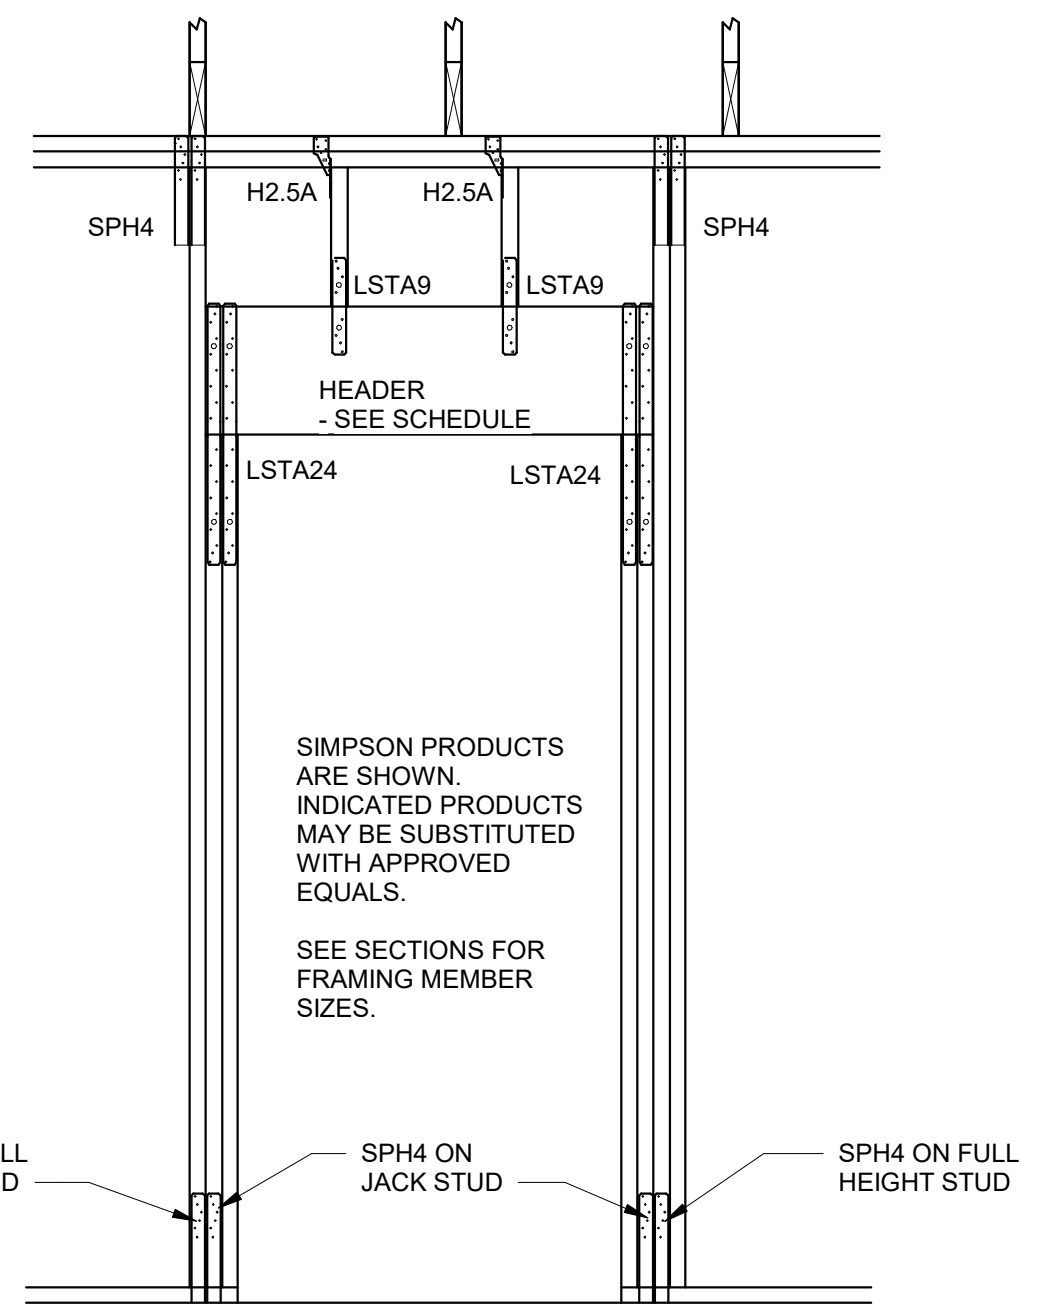 H2.5A
H2.5A
SPH4
SPH4
LSTA9
LSTA9
HEADER
- SEE SCHEDULE
LSTA24
LSTA24
SIMPSON PRODUCTS
ARE SHOWN.
INDICATED PRODUCTS
MAY BE SUBSTITUTED
WITH APPROVED
EQUALS.
SEE SECTIONS FOR
FRAMING MEMBER
SIZES.
LL
D
SPH4 ON
JACK STUD
SPH4 ON FULL
HEIGHT STUD